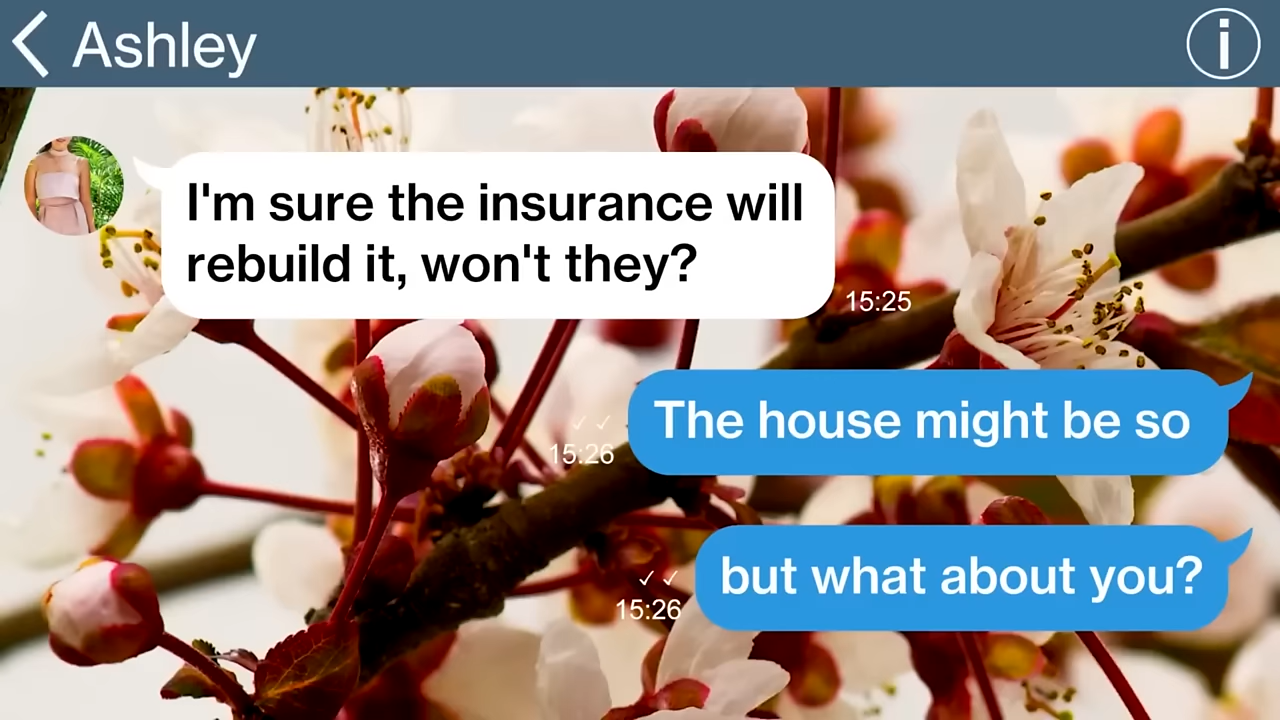 Ashley
I'm sure the insurance will
rebuild it, won't they?
15:25
The house might be so
15:26
but what about you?
15:26